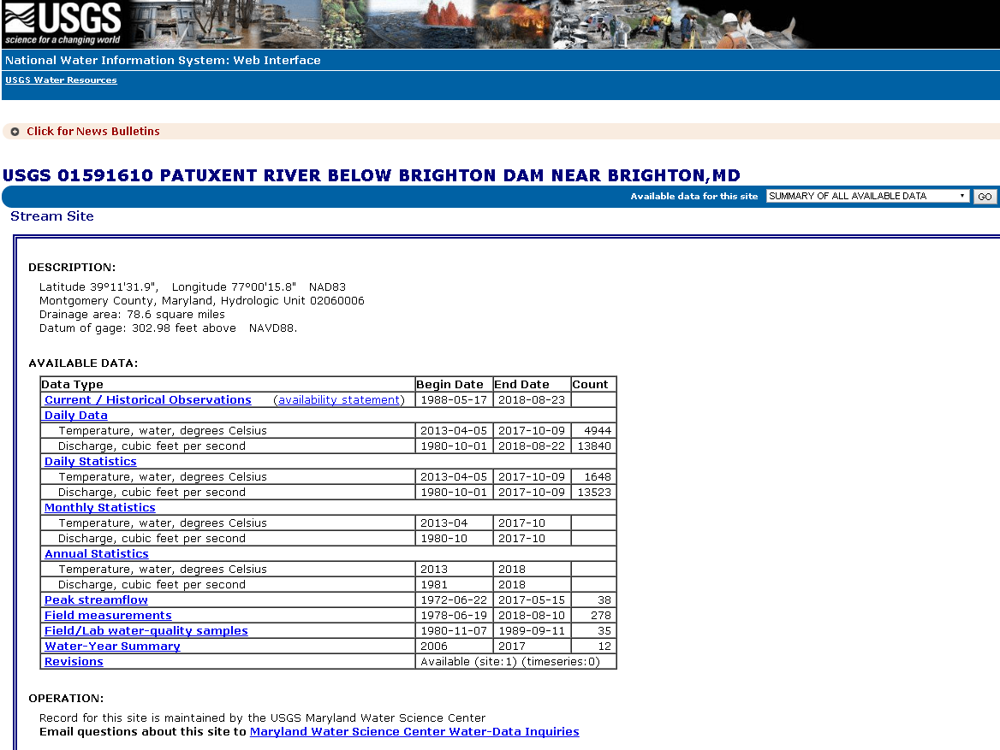 USGS
science for a changing world
National Water Information System: Web Interface
USGS Water Resources
Click for News Bulletins
USGS 01591610 PATUXENT RIVER BELOW BRIGHTON DAM NEAR BRIGHTON,MD
Available data for this site SUMMARY OF ALL AVAILABLE DATA GO
Stream Site
DESCRIPTION:
Latitude 39°11'31.9", Longitude 77°00'15.8" NAD83
Montgomery County, Maryland, Hydrologic Unit 02060006
Drainage area: 78.6 square miles
Datum of gage: 302.98 feet above NAVD88.
AVAILABLE DATA:
Data Type Begin Date End Date Count
Current / Historical Observations (availability statement) 1988-05-17 2018-08-23
Daily Data
Temperature, water, degrees Celsius 2013-04-05 2017-10-09 4944
Discharge, cubic feet per second 1980-10-01 2018-08-22 13840
Daily Statistics
Temperature, water, degrees Celsius 2013-04-05 2017-10-09 1648
Discharge, cubic feet per second 1980-10-01 2017-10-09 13523
Monthly Statistics
Temperature, water, degrees Celsius 2013-04 2017-10
Discharge, cubic feet per second 1980-10 2017-10
Annual Statistics
Temperature, water, degrees Celsius 2013 2018
Discharge, cubic feet per second 1981 2018
Peak streamflow 1972-06-22 2017-05-15 38
Field measurements 1978-06-19 2018-08-10 278
Field/Lab water-quality samples 1980-11-07 1989-09-11 35
Water-Year Summary 2006 2017 12
Revisions Available (site:1) (timeseries:0)
OPERATION:
Record for this site is maintained by the USGS Maryland Water Science Center
Email questions about this site to Maryland Water Science Center Water-Data Inquiries